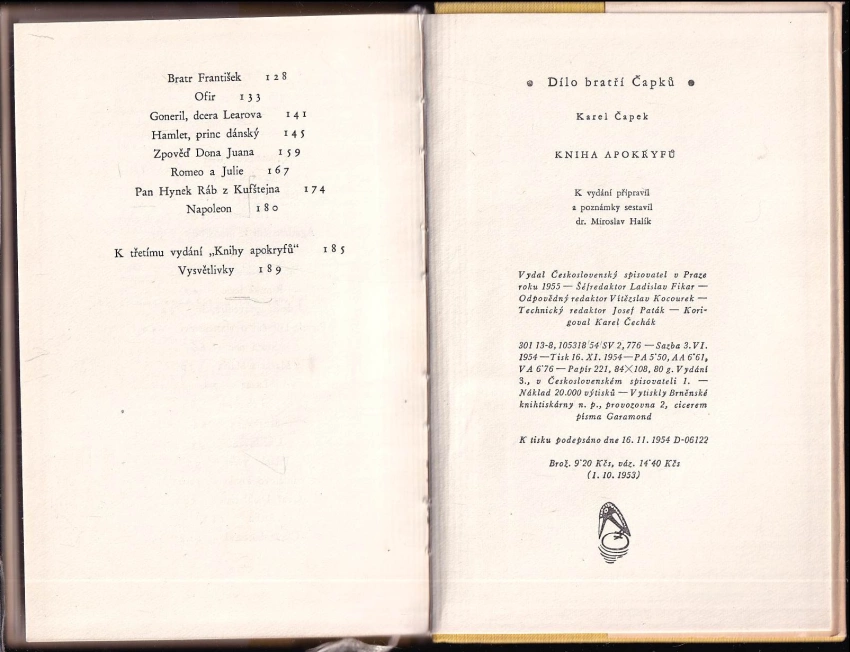 Bratr František 128
Ofir 133
Goneril, dcera Learova 141
Hamlet, princ dánský 145
Zpověď Dona Juana 159
Romeo a Julie 167
Pan Hynek Ráb z Kufštejna 174
Napoleon 180
K třetímu vydání „Knihy apokryfů“ 185
Vysvětlivky 189
Dílo bratří Čapků
Karel Čapek
KNIHA APOKRYFŮ
K vydání připravil
a poznámky sestavil
dr. Miroslav Halík
Vydal Československý spisovatel v Praze
roku 1955 — Šéfredaktor Ladislav Fikar —
Odpovědný redaktor Vítězslav Kocourek —
Technický redaktor Josef Paták — Kori-
goval Karel Čechák
301 13-8, 105318/54/SV 2, 776 — Sazba 3. VI.
1954 — Tisk 16. XI. 1954 — PA 5'50, AA 6'61,
VA 6'76 — Papír 221, 84×108, 80 g. Vydání
3., v Československém spisovateli 1. —
Náklad 20.000 výtisků — Vytiskly Brněnské
knihtiskárny n. p., provozovna 2, cicerem
písma Garamond
K tisku podepsáno dne 16. 11. 1954 D-06122
Brož. 9'20 Kčs, váz. 14'40 Kčs
(1. 10. 1953)